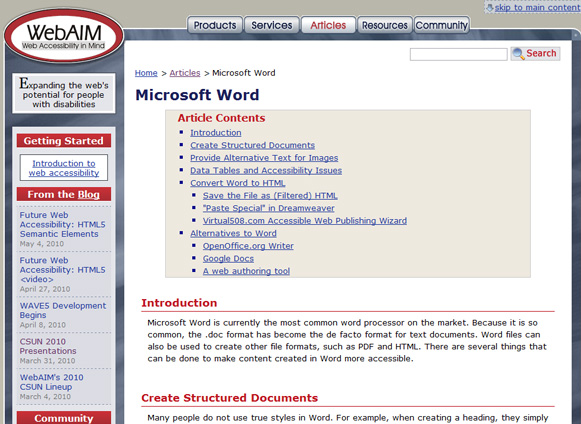 skip to main content
Products
Services
Articles
Resources
Community
WebAIM
Web Accessibility in Mind
Expanding the web's
potential for people
with disabilities
Getting Started
Introduction to
web accessibility
From the Blog
Future Web
Accessibility: HTML5
Semantic Elements
May 4, 2010
Future Web
Accessibility: HTML5
<video>
April 27, 2010
WAVE5 Development
Begins
April 8, 2010
CSUN 2010
Presentations
March 31, 2010
WebAIM's 2010
CSUN Lineup
March 4, 2010
Community
Search
Home > Articles > Microsoft Word
Microsoft Word
Article Contents
Introduction
Create Structured Documents
Provide Alternative Text for Images
Data Tables and Accessibility Issues
Convert Word to HTML
Save the File as (Filtered) HTML
"Paste Special" in Dreamweaver
Virtual508.com Accessible Web Publishing Wizard
Alternatives to Word
OpenOffice.org Writer
Google Docs
A web authoring tool
Introduction
Microsoft Word is currently the most common word processor on the market. Because it is so
common, the .doc format has become the de facto format for text documents. Word files can
also be used to create other file formats, such as PDF and HTML. There are several things
that can be done to make content created in Word more accessible.
Create Structured Documents
Many people do not use true styles in Word. For example, when creating a heading, they simply